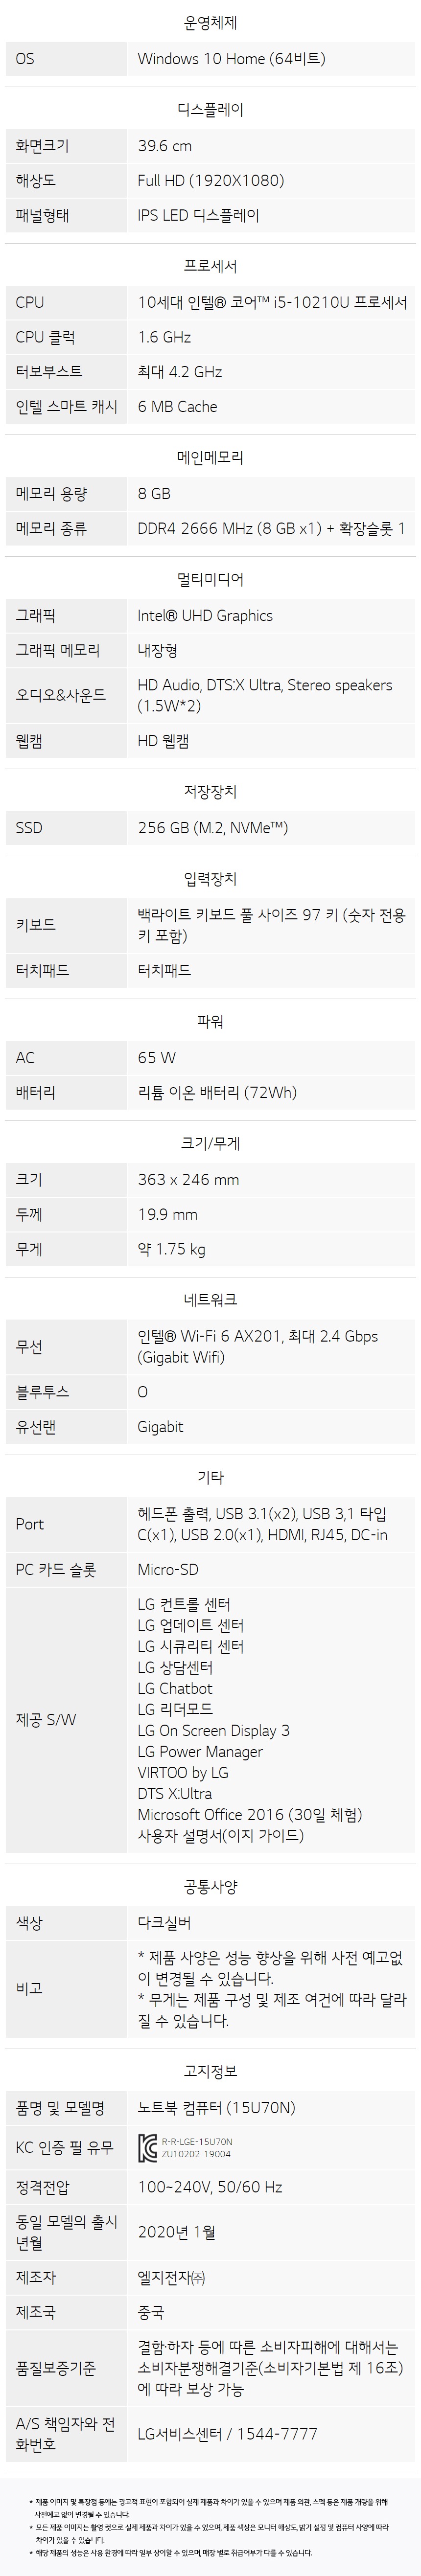 운영체제
OS
Windows 10 Home (64비트)
디스플레이
화면크기
39.6 cm
해상도
Full HD (1920X1080)
패널형태
IPS LED 디스플레이
프로세서
CPU
10세대 인텔® 코어™ i5-10210U 프로세서
CPU 클럭
1.6 GHz
터보부스트
최대 4.2 GHz
인텔 스마트 캐시
6 MB Cache
메인메모리
메모리 용량
8 GB
메모리 종류
DDR4 2666 MHz (8 GB x1) + 확장슬롯 1
멀티미디어
그래픽
Intel® UHD Graphics
그래픽 메모리
내장형
오디오&사운드
HD Audio, DTS:X Ultra, Stereo speakers
(1.5W*2)
웹캠
HD 웹캠
저장장치
SSD
256 GB (M.2, NVMe™)
입력장치
키보드
백라이트 키보드 풀 사이즈 97 키 (숫자 전용
키 포함)
터치패드
터치패드
파워
AC
65 W
배터리
리튬 이온 배터리 (72Wh)
크기/무게
크기
363 x 246 mm
두께
19.9 mm
무게
약 1.75 kg
네트워크
무선
인텔® Wi-Fi 6 AX201, 최대 2.4 Gbps
(Gigabit Wifi)
블루투스
O
유선랜
Gigabit
기타
Port
헤드폰 출력, USB 3.1(x2), USB 3,1 타입
C(x1), USB 2.0(x1), HDMI, RJ45, DC-in
PC 카드 슬롯
Micro-SD
제공 S/W
LG 컨트롤 센터
LG 업데이트 센터
LG 시큐리티 센터
LG 상담센터
LG Chatbot
LG 리더모드
LG On Screen Display 3
LG Power Manager
VIRTOO by LG
DTS X:Ultra
Microsoft Office 2016 (30일 체험)
사용자 설명서(이지 가이드)
공통사양
색상
다크실버
비고
* 제품 사양은 성능 향상을 위해 사전 예고없
이 변경될 수 있습니다.
* 무게는 제품 구성 및 제조 여건에 따라 달라
질 수 있습니다.
고지정보
품명 및 모델명
노트북 컴퓨터 (15U70N)
KC 인증 필 유무
R-R-LGE-15U70N
ZU10202-19004
정격전압
100~240V, 50/60 Hz
동일 모델의 출시
년월
2020년 1월
제조자
엘지전자㈜
제조국
중국
품질보증기준
결함·하자 등에 따른 소비자피해에 대해서는
소비자분쟁해결기준(소비자기본법 제 16조)
에 따라 보상 가능
A/S 책임자와 전
화번호
LG서비스센터 / 1544-7777
* 제품 이미지 및 특장점 등에는 광고적 표현이 포함되어 실제 제품과 차이가 있을 수 있으며 제품 외관, 스펙 등은 제품 개량을 위해
사전예고 없이 변경될 수 있습니다.
* 모든 제품 이미지는 촬영 컷으로 실제 제품과 차이가 있을 수 있으며, 제품 색상은 모니터 해상도, 밝기 설정 및 컴퓨터 사양에 따라
차이가 있을 수 있습니다.
* 해당 제품의 성능은 사용 환경에 따라 일부 상이할 수 있으며, 매장 별로 취급여부가 다를 수 있습니다.